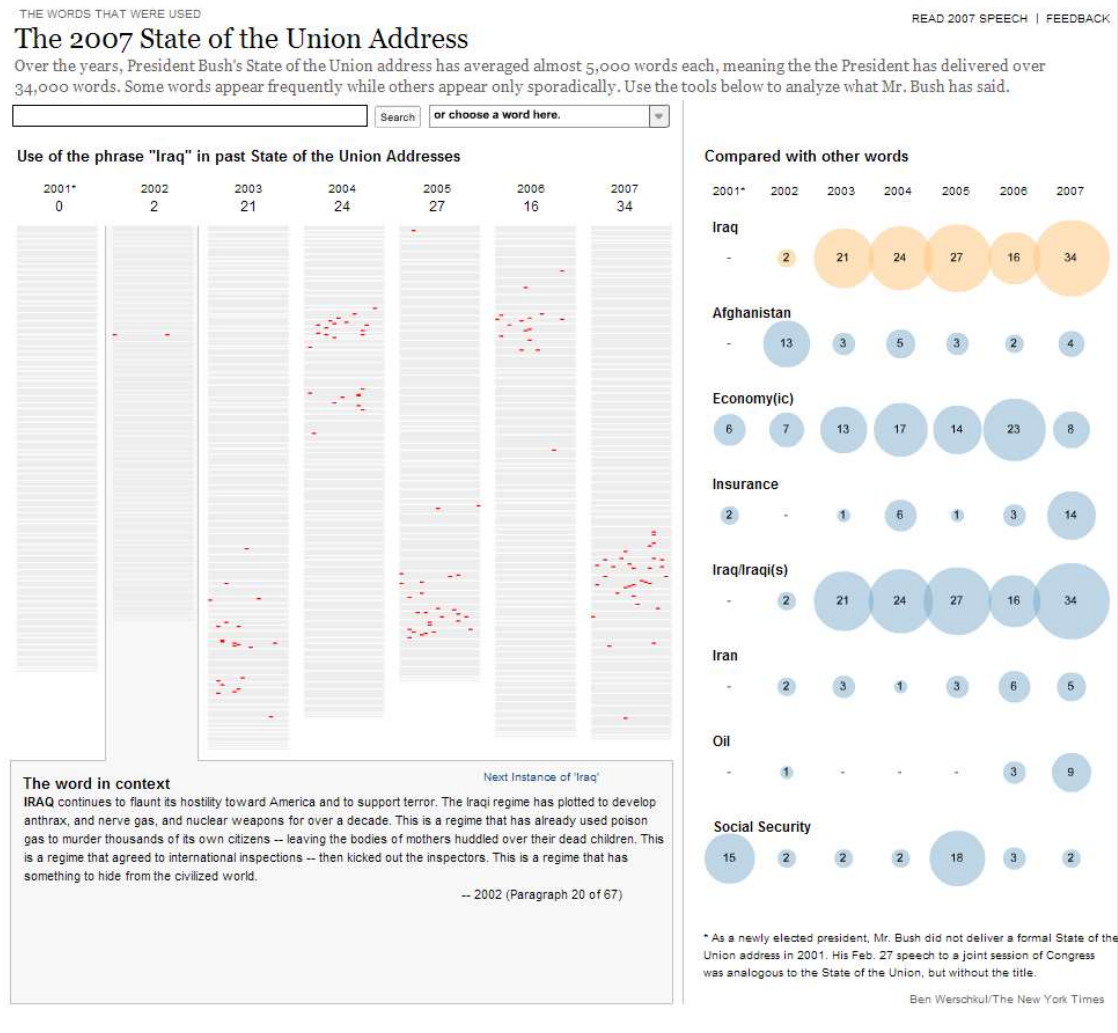 THE WORDS THAT WERE USED
READ 2007 SPEECH | FEEDBACK
The 2007 State of the Union Address
Over the years, President Bush's State of the Union address has averaged almost 5,000 words each, meaning the the President has delivered over
34,000 words. Some words appear frequently while others appear only sporadically. Use the tools below to analyze what Mr. Bush has said.
Search
or choose a word here.
Use of the phrase "Iraq" in past State of the Union Addresses
2001* 2002 2003 2004 2005 2006 2007
0 2 21 24 27 16 34
The word in context
Next Instance of 'Iraq'
IRAQ continues to flaunt its hostility toward America and to support terror. The Iraqi regime has plotted to develop
anthrax, and nerve gas, and nuclear weapons for over a decade. This is a regime that has already used poison
gas to murder thousands of its own citizens -- leaving the bodies of mothers huddled over their dead children. This
is a regime that agreed to international inspections -- then kicked out the inspectors. This is a regime that has
something to hide from the civilized world.
-- 2002 (Paragraph 20 of 67)
Compared with other words
2001* 2002 2003 2004 2005 2006 2007
Iraq
- 2 21 24 27 16 34
Afghanistan
- 13 3 5 3 2 4
Economy(ic)
6 7 13 17 14 23 8
Insurance
2 - 1 6 1 3 14
Iraq/Iraqi(s)
- 2 21 24 27 16 34
Iran
- 2 3 1 3 6 5
Oil
- 1 - - - 3 9
Social Security
15 2 2 2 18 3 2
* As a newly elected president, Mr. Bush did not deliver a formal State of the
Union address in 2001. His Feb. 27 speech to a joint session of Congress
was analogous to the State of the Union, but without the title.
Ben Werschkul/The New York Times